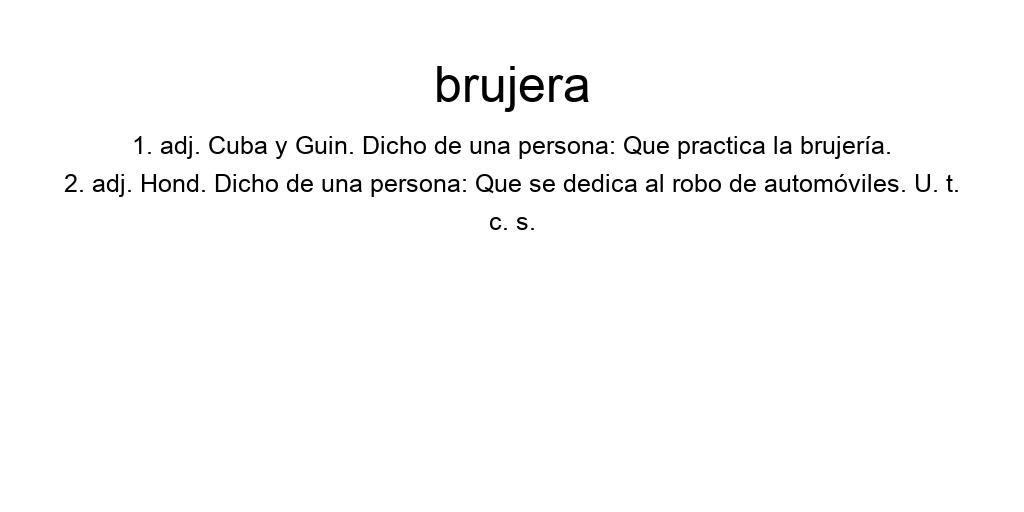 brujera
1. adj. Cuba y Guin. Dicho de una persona: Que practica la brujería.
2. adj. Hond. Dicho de una persona: Que se dedica al robo de automóviles. U. t.
c. s.